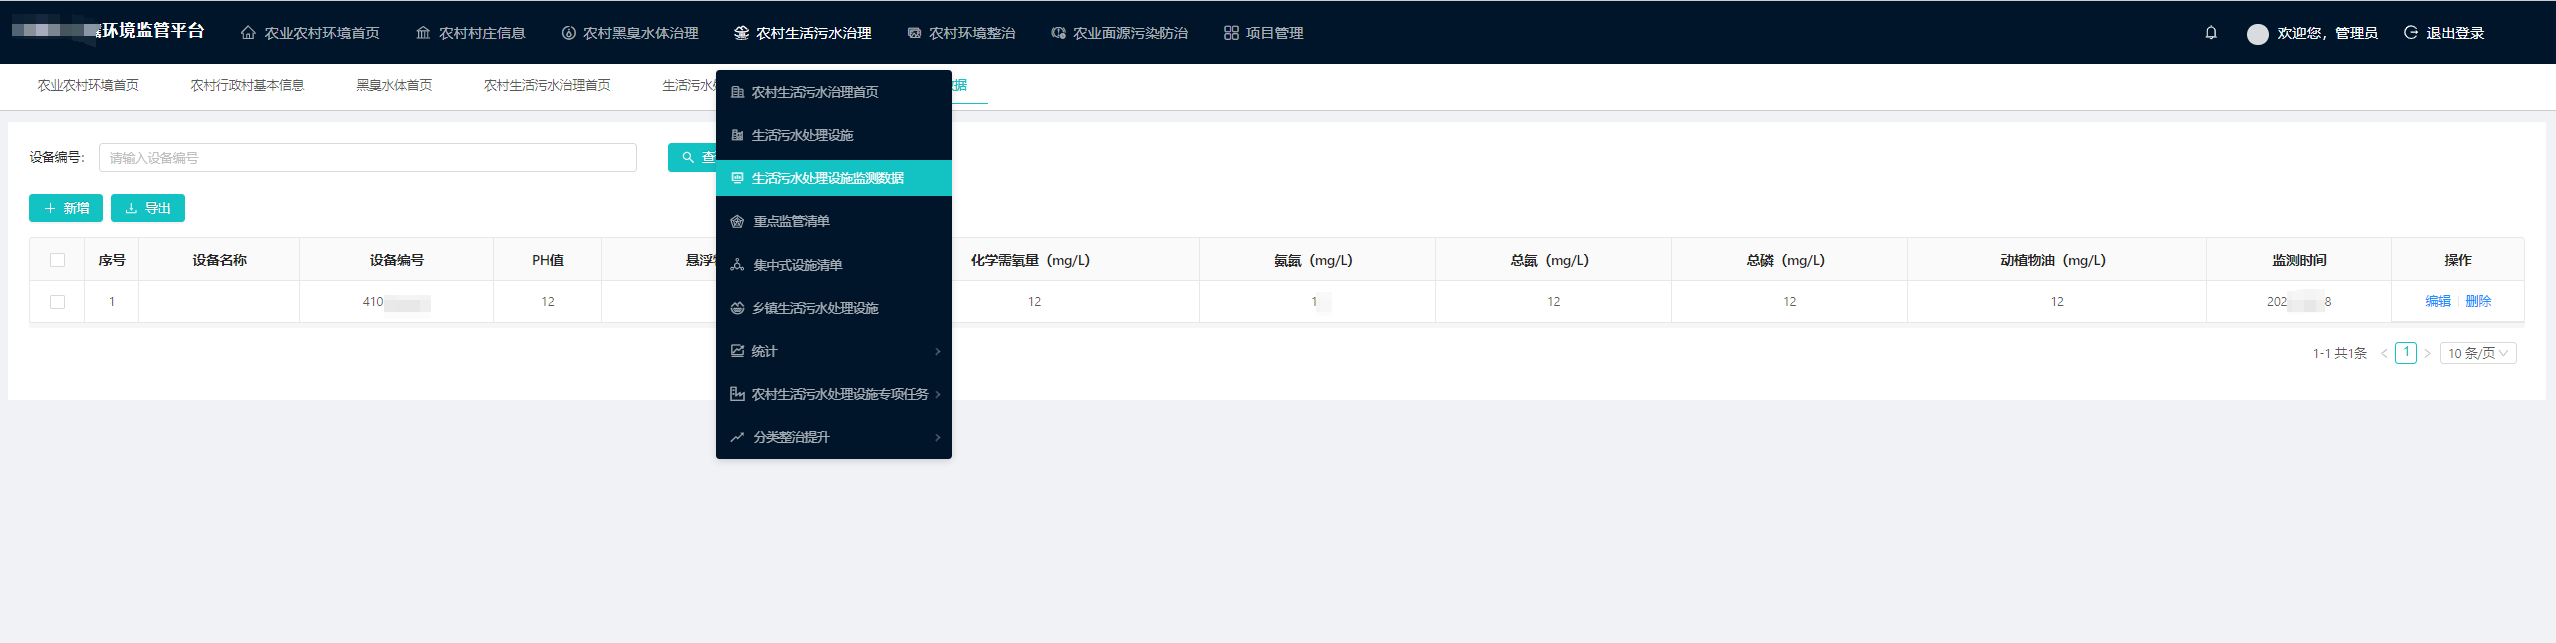 环境监管平台 农业农村环境首页 农村村庄信息 农村黑臭水体治理 农村生活污水治理 农村环境整治 农业面源污染防治 项目管理 欢迎您，管理员 退出登录
农业农村环境首页 农村行政村基本信息 黑臭水体首页 农村生活污水治理首页 生活污水 据
农村生活污水治理首页
生活污水处理设施
生活污水处理设施监测数据
重点监管清单
集中式设施清单
乡镇生活污水处理设施
统计
农村生活污水处理设施专项任务
分类整治提升
设备编号： 请输入设备编号 查
新增 导出
序号 设备名称 设备编号 PH值 悬浮 化学需氧量（mg/L） 氨氮（mg/L） 总氮（mg/L） 总磷（mg/L） 动植物油（mg/L） 监测时间 操作
1 410 12 12 1 12 12 12 202 8 编辑 删除
1-1 共1条 < 1 > 10 条/页